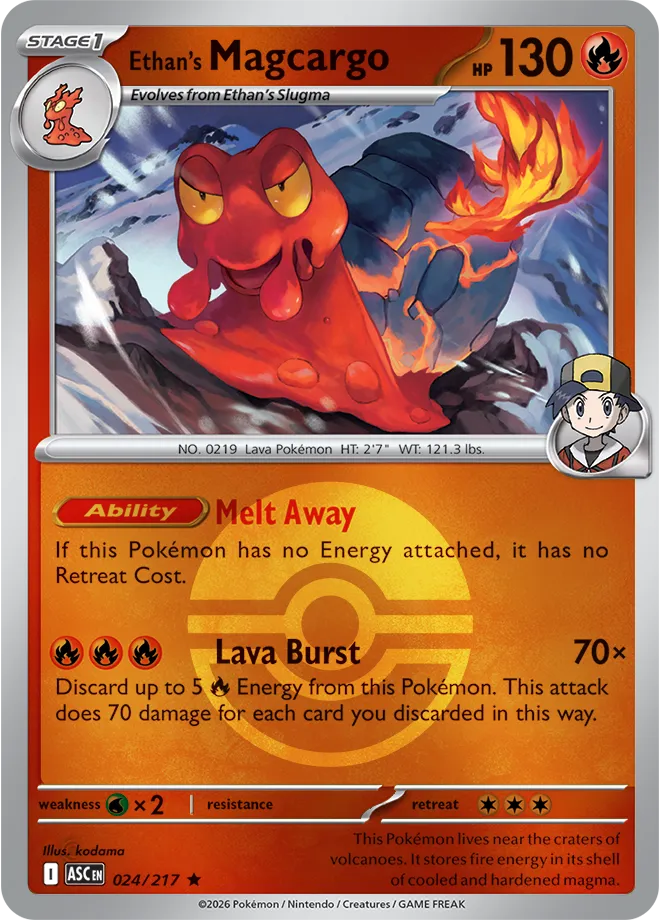 STAGE1
Ethan's Magcargo HP 130
Evolves from Ethan's Slugma
NO. 0219 Lava Pokémon HT: 2'7" WT: 121.3 lbs.
Ability Melt Away
If this Pokémon has no Energy attached, it has no
Retreat Cost.
Lava Burst 70×
Discard up to 5 Energy from this Pokémon. This attack
does 70 damage for each card you discarded in this way.
weakness ×2 resistance retreat
Illus. kodama
This Pokémon lives near the craters of
volcanoes. It stores fire energy in its shell
of cooled and hardened magma.
I ASC EN 024/217 ★
©2026 Pokémon / Nintendo / Creatures / GAME FREAK